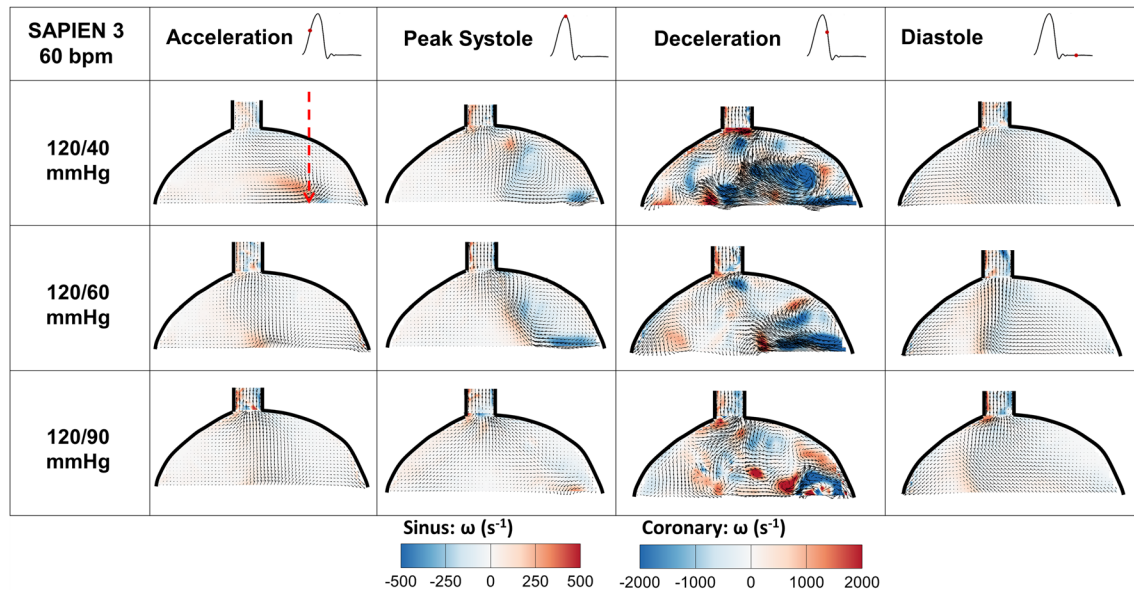 SAPIEN 3
60 bpm
Acceleration
Peak Systole
Deceleration
Diastole
120/40
mmHg
120/60
mmHg
120/90
mmHg
Sinus: ω (s⁻¹)
-500 -250 0 250 500
Coronary: ω (s⁻¹)
-2000 -1000 0 1000 2000